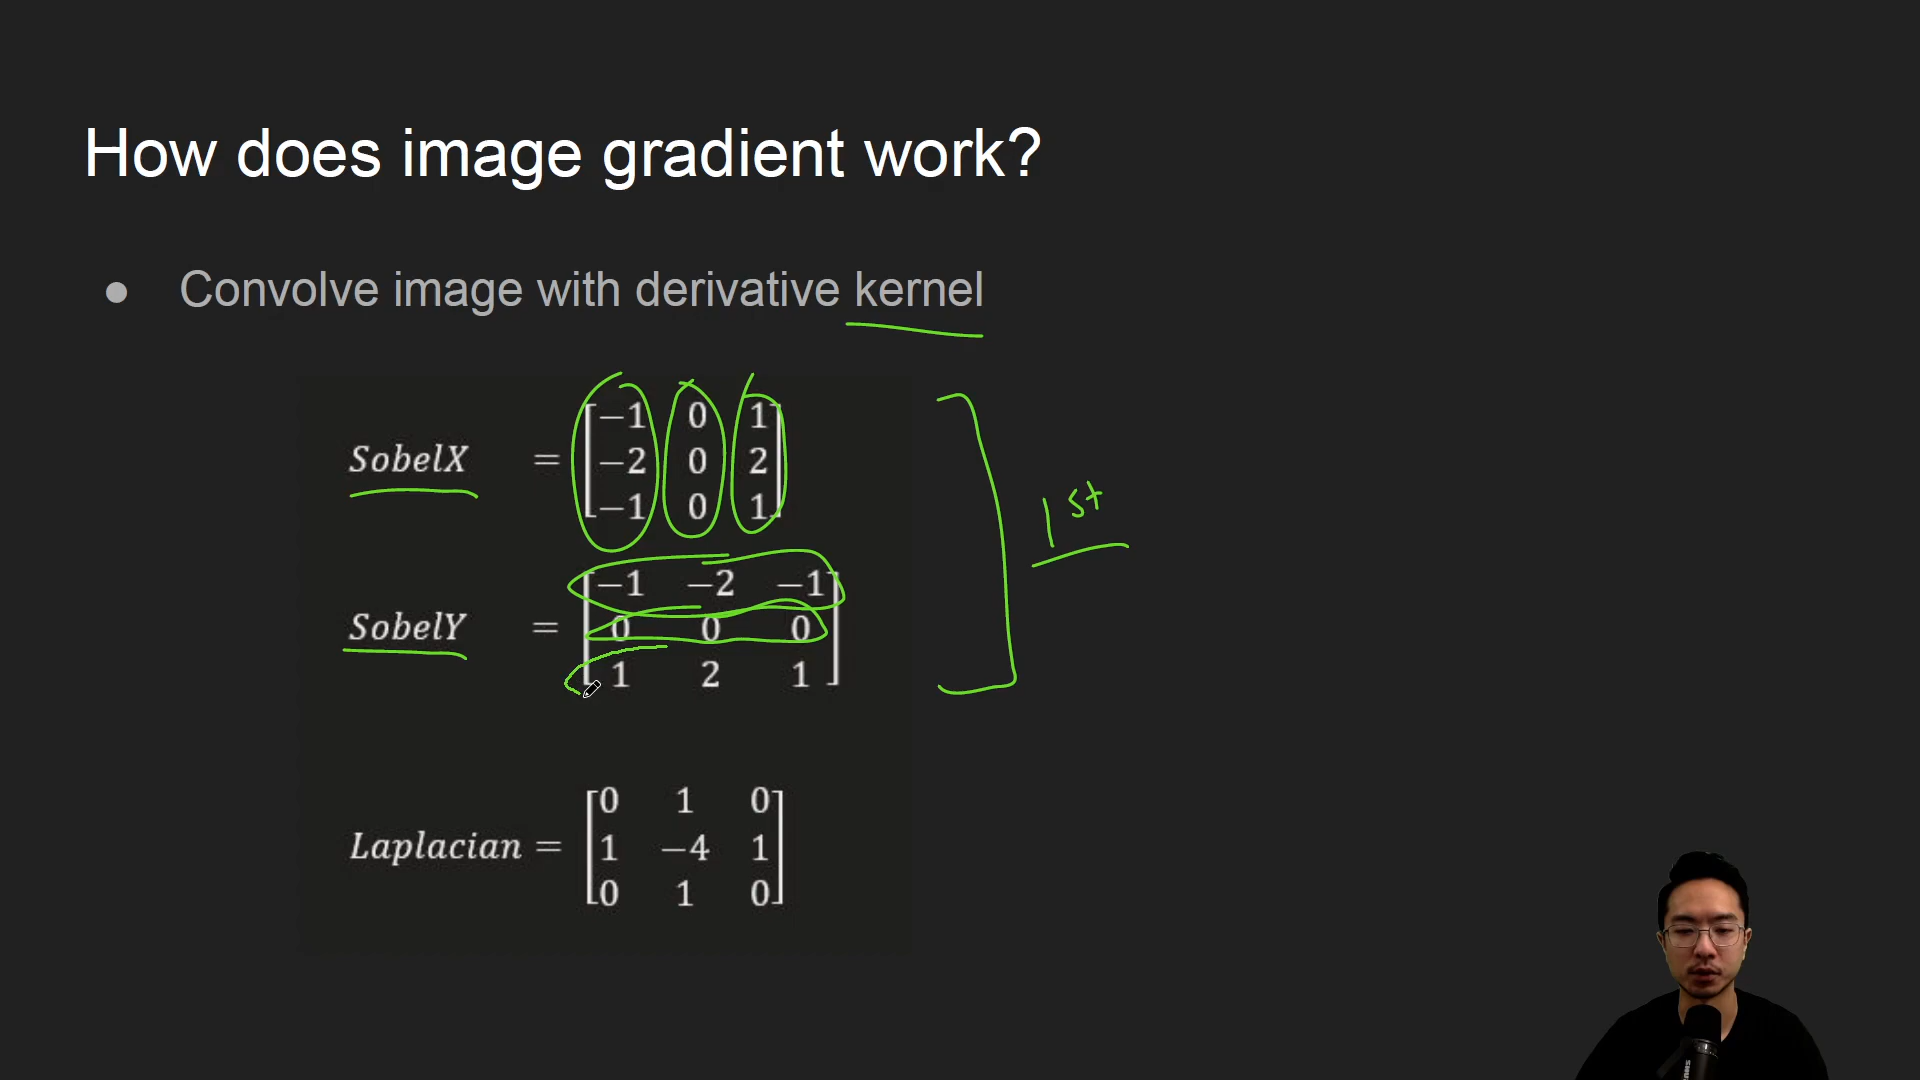 How does image gradient work?
● Convolve image with derivative kernel
−1 0 1
SobelX = −2 0 2
−1 0 1
1st
−1 −2 −1
SobelY = 0 0 0
1 2 1
0 1 0
Laplacian = 1 −4 1
0 1 0